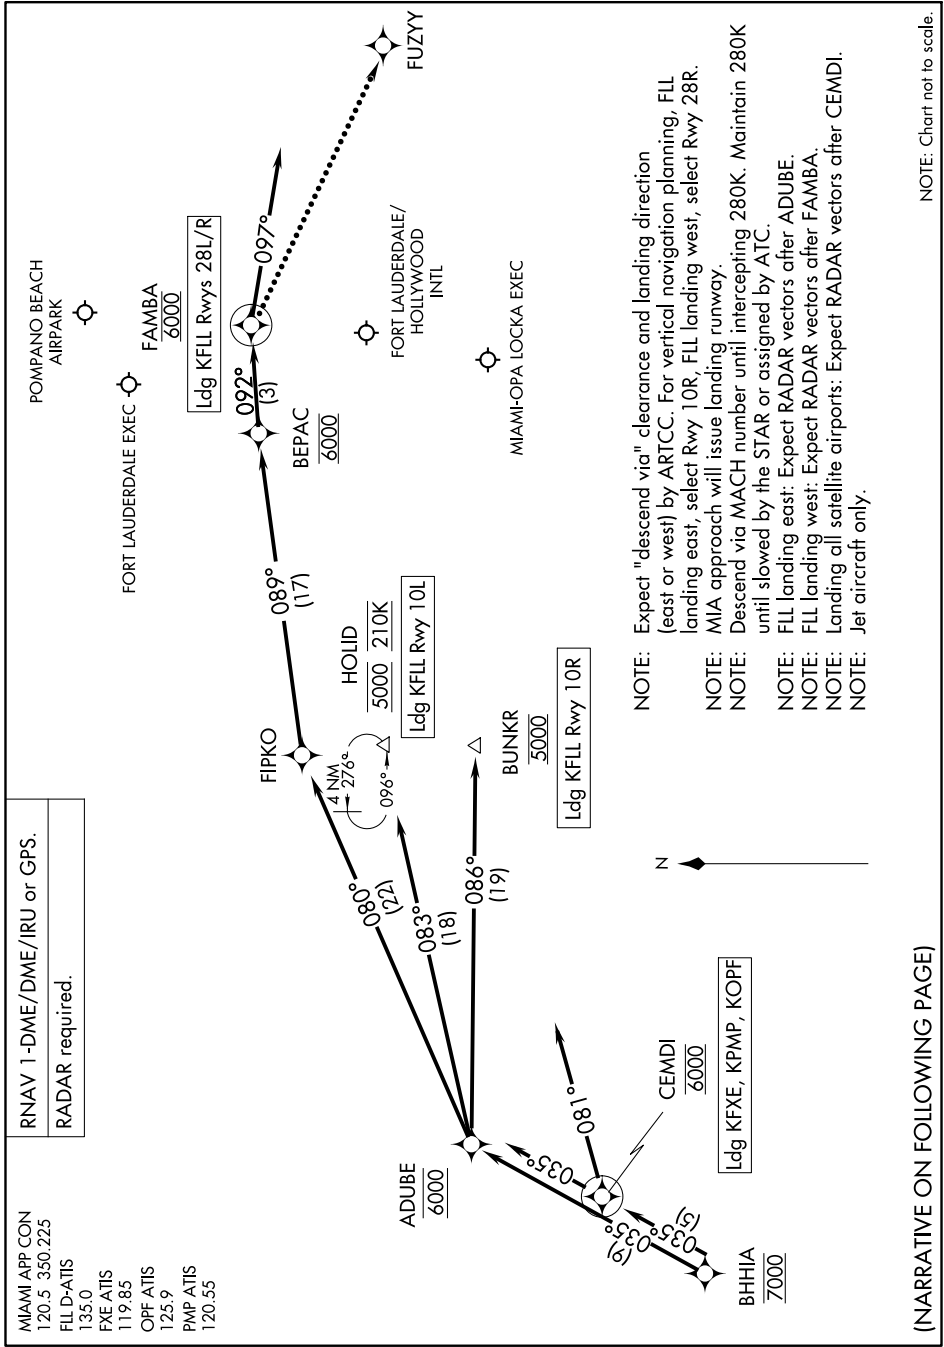 MIAMI APP CON
120.5 350.225
FLL D-ATIS
135.0
FXE ATIS
119.85
OPF ATIS
125.9
PMP ATIS
120.55
RNAV 1-DME/DME/IRU or GPS.
RADAR required.
POMPANO BEACH
AIRPARK
FORT LAUDERDALE EXEC
FAMBA
6000
Ldg KFLL Rwys 28L/R
097°
FUZYY
092°
(3)
BEPAC
6000
FORT LAUDERDALE/
HOLLYWOOD
INTL
MIAMI-OPA LOCKA EXEC
089°
(17)
FIPKO
HOLID
5000 210K
Ldg KFLL Rwy 10L
4 NM
276°
096°
080°
(22)
083°
(18)
086°
(19)
BUNKR
5000
Ldg KFLL Rwy 10R
ADUBE
6000
081°
035°
CEMDI
6000
Ldg KFXE, KPMP, KOPF
035°
(9)
035°
(5)
BHHIA
7000
N
NOTE: Expect "descend via" clearance and landing direction
(east or west) by ARTCC. For vertical navigation planning, FLL
landing east, select Rwy 10R, FLL landing west, select Rwy 28R.
NOTE: MIA approach will issue landing runway.
NOTE: Descend via MACH number until intercepting 280K. Maintain 280K
until slowed by the STAR or assigned by ATC.
NOTE: FLL landing east: Expect RADAR vectors after ADUBE.
NOTE: FLL landing west: Expect RADAR vectors after FAMBA.
NOTE: Landing all satellite airports: Expect RADAR vectors after CEMDI.
NOTE: Jet aircraft only.
NOTE: Chart not to scale.
(NARRATIVE ON FOLLOWING PAGE)